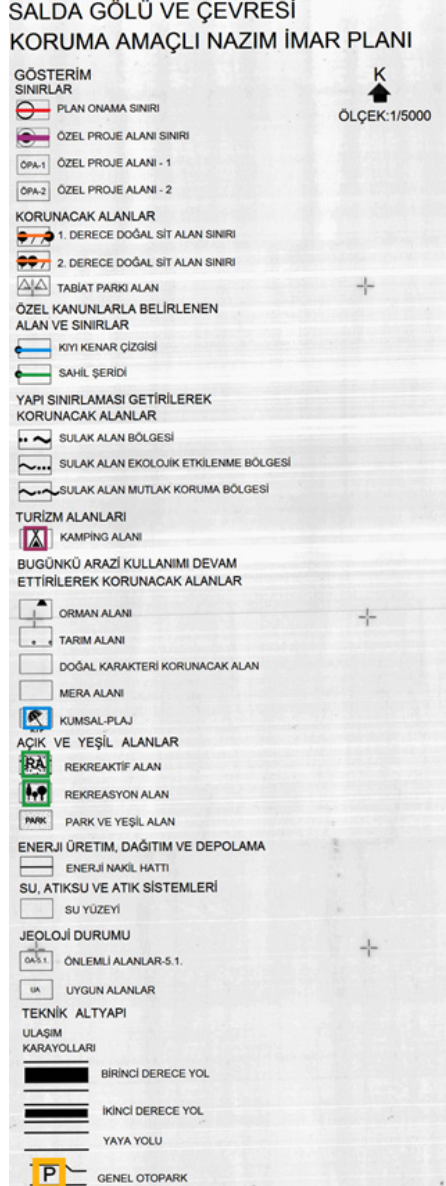 SALDA GÖLÜ VE ÇEVRESİ
KORUMA AMAÇLI NAZIM İMAR PLANI
GÖSTERİM
SINIRLAR
K
ÖLÇEK:1/5000
PLAN ONAMA SINIRI
ÖZEL PROJE ALANI SINIRI
ÖPA-1 ÖZEL PROJE ALANI - 1
ÖPA-2 ÖZEL PROJE ALANI - 2
KORUNACAK ALANLAR
1. DERECE DOĞAL SİT ALAN SINIRI
2. DERECE DOĞAL SİT ALAN SINIRI
TABİAT PARKI ALAN
ÖZEL KANUNLARLA BELİRLENEN
ALAN VE SINIRLAR
KIYI KENAR ÇİZGİSİ
SAHİL ŞERİDİ
YAPI SINIRLAMASI GETİRİLEREK
KORUNACAK ALANLAR
SULAK ALAN BÖLGESİ
SULAK ALAN EKOLOJİK ETKİLENME BÖLGESİ
SULAK ALAN MUTLAK KORUMA BÖLGESİ
TURİZM ALANLARI
KAMPİNG ALANI
BUGÜNKÜ ARAZİ KULLANIMI DEVAM
ETTİRİLEREK KORUNACAK ALANLAR
ORMAN ALANI
TARIM ALANI
DOĞAL KARAKTERİ KORUNACAK ALAN
MERA ALANI
KUMSAL-PLAJ
AÇIK VE YEŞİL ALANLAR
RA REKREAKTİF ALAN
REKREASYON ALAN
PARK PARK VE YEŞİL ALAN
ENERJİ ÜRETİM, DAĞITIM VE DEPOLAMA
ENERJİ NAKİL HATTI
SU, ATIKSU VE ATIK SİSTEMLERİ
SU YÜZEYİ
JEOLOJİ DURUMU
ÖA-5.1. ÖNLEMLİ ALANLAR-5.1.
UA UYGUN ALANLAR
TEKNİK ALTYAPI
ULAŞIM
KARAYOLLARI
BİRİNCİ DERECE YOL
İKİNCİ DERECE YOL
YAYA YOLU
P GENEL OTOPARK